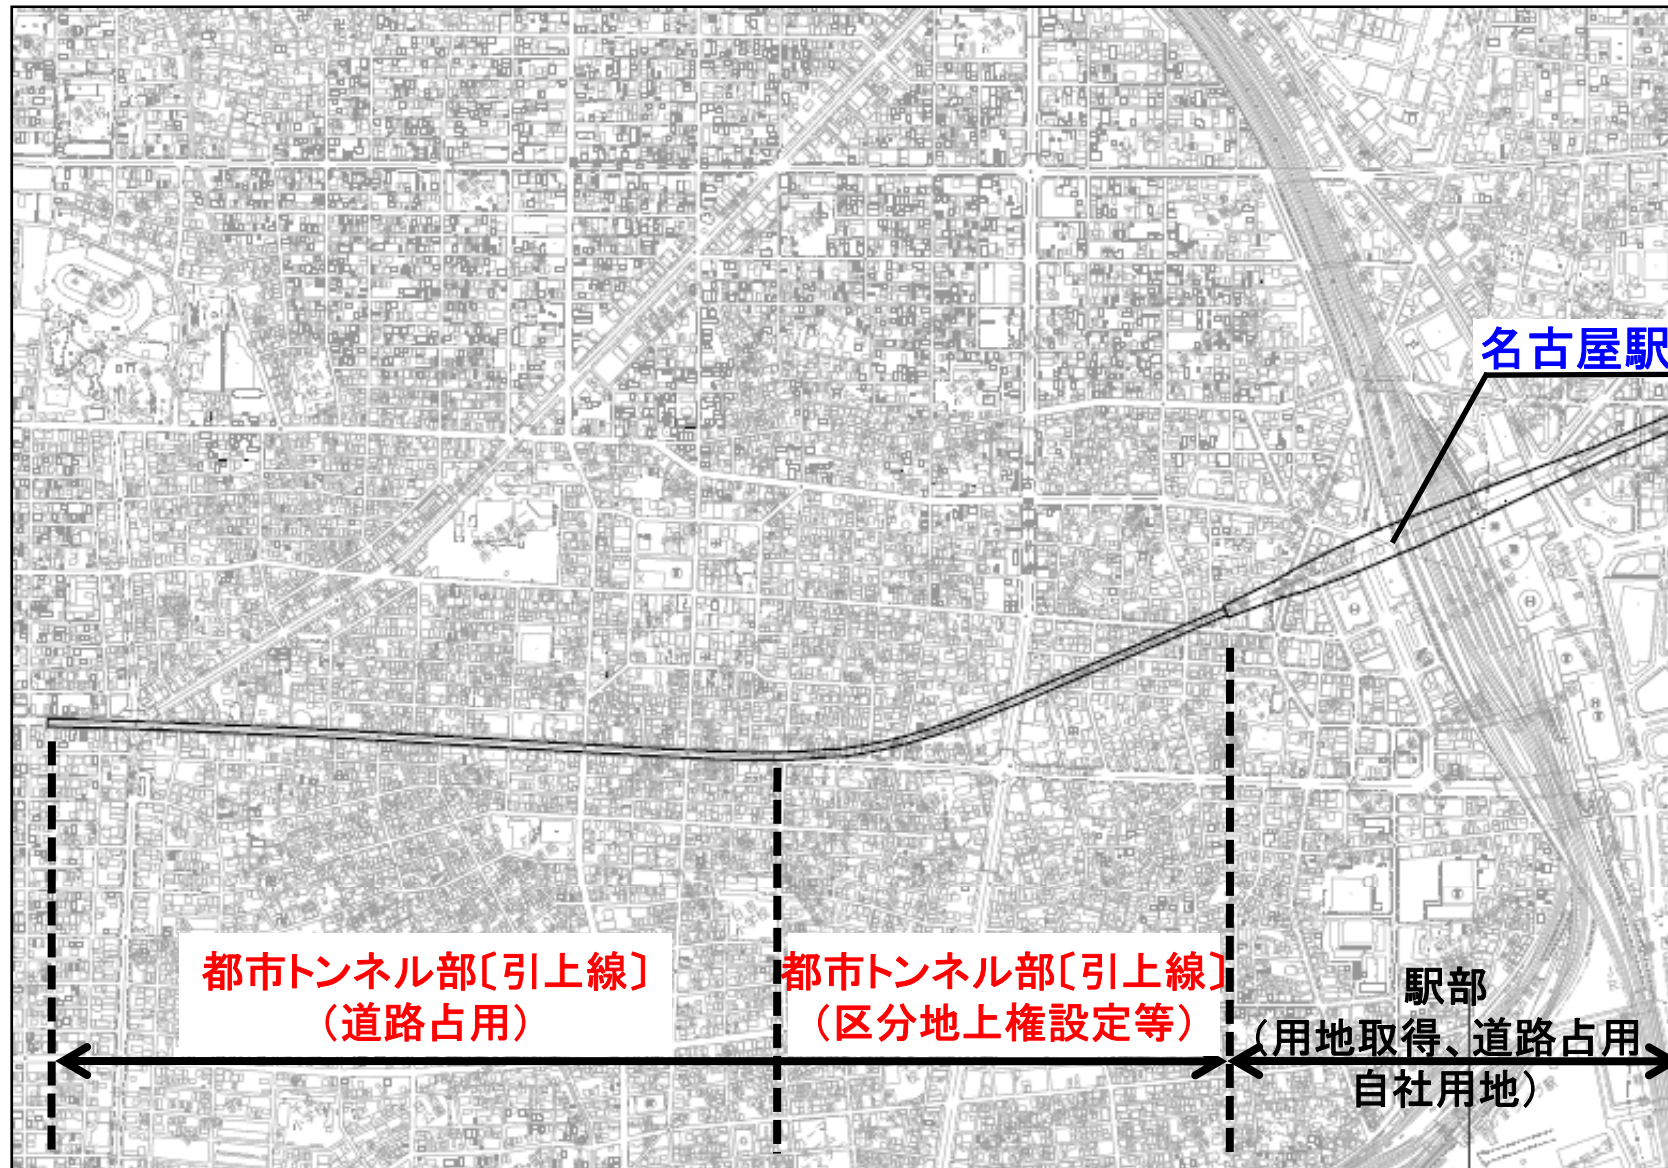 名古屋駅
都市トンネル部〔引上線〕
（道路占用）
都市トンネル部〔引上線〕
（区分地上権設定等）
駅部
（用地取得、道路占用
自社用地）